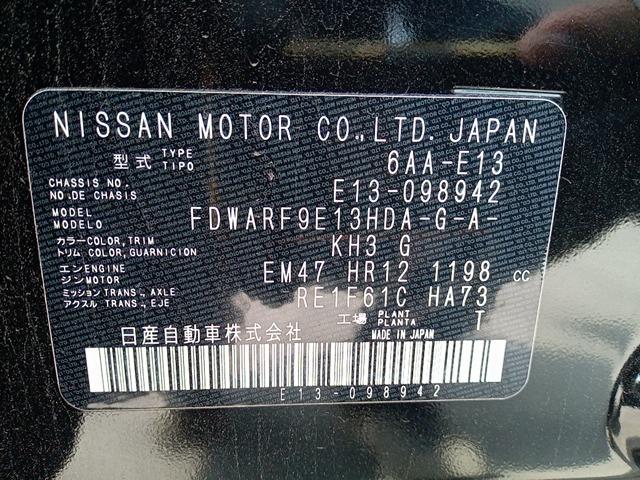 NISSAN MOTOR CO.,LTD. JAPAN
型式 TYPE TIPO 6AA-E13
CHASSIS NO. NO.DE CHASIS E13-098942
MODEL MODELO FDWARF9E13HDA-G-A-
カラー COLOR,TRIM トリム COLOR,GUARNICION KH3 G
エンジン ENGINE MOTOR EM47 HR12 1198 CC
ミッション アクスル TRANS.,AXLE TRANS.,EJE RE1F61C HA73
工場 PLANT PLANTA T
日産自動車株式会社 MADE IN JAPAN
E13-098942